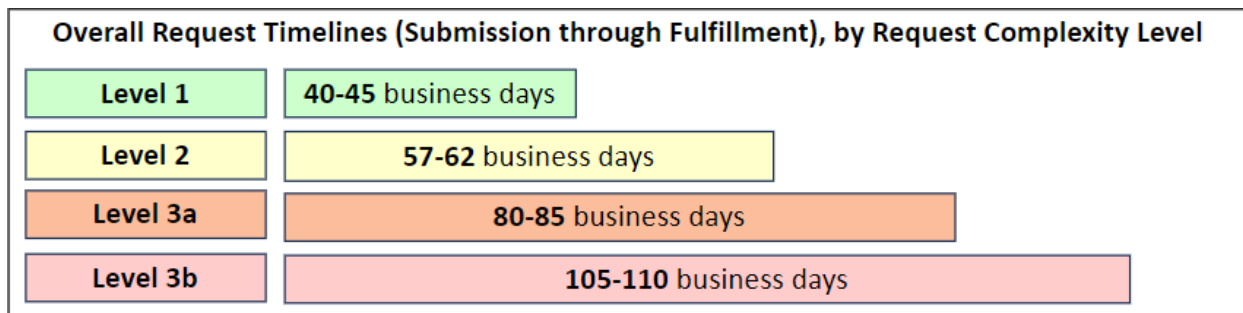 Overall Request Timelines (Submission through Fulfillment), by Request Complexity Level
Level 1 40-45 business days
Level 2 57-62 business days
Level 3a 80-85 business days
Level 3b 105-110 business days